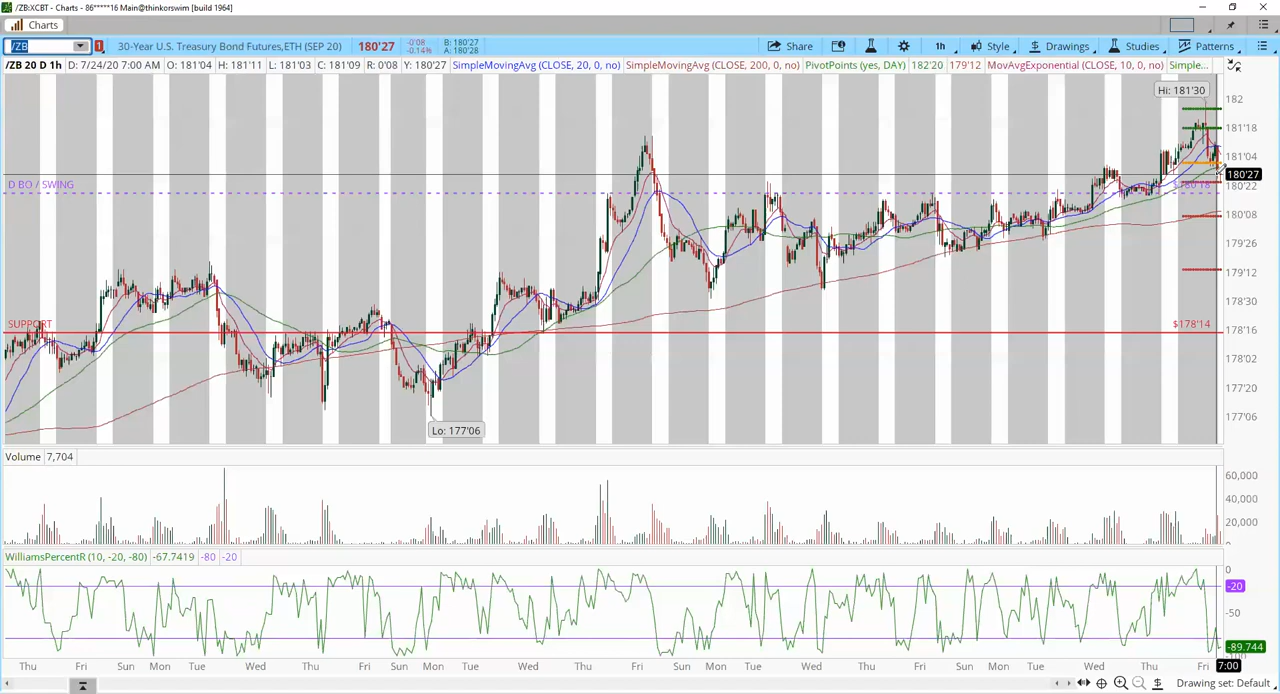 /ZB:XCBT - Charts - 86*****16 Main@thinkorswim [build 1964]
Charts
/ZB 1 30-Year U.S. Treasury Bond Futures,ETH (SEP 20) 180'27 -0'08 -0.14% B: 180'27 A: 180'28 Share 1h Style Drawings Studies Patterns
/ZB 20 D 1h D: 7/24/20 7:00 AM O: 181'04 H: 181'11 L: 181'03 C: 181'09 R: 0'08 Y: 180'27 SimpleMovingAvg (CLOSE, 20, 0, no) SimpleMovingAvg (CLOSE, 200, 0, no) PivotPoints (yes, DAY) 182'20 179'12 MovAvgExponential (CLOSE, 10, 0, no) Simple...
Hi: 181'30
182
181'18
181'04
180'27
D BO / SWING
180'22
180'08
179'26
179'12
178'30
SUPPORT
$178'14
178'16
178'02
177'20
177'06
Lo: 177'06
Volume 7,704
60,000
40,000
20,000
WilliamsPercentR (10, -20, -80) -67.7419 -80 -20
0
-20
-50
-89.744
-100
Thu Fri Sun Mon Tue Wed Thu Fri Sun Mon Tue Wed Thu Fri Sun Mon Tue Wed Thu Fri Sun Mon Tue Wed Thu Fri 7:00
Drawing set: Default